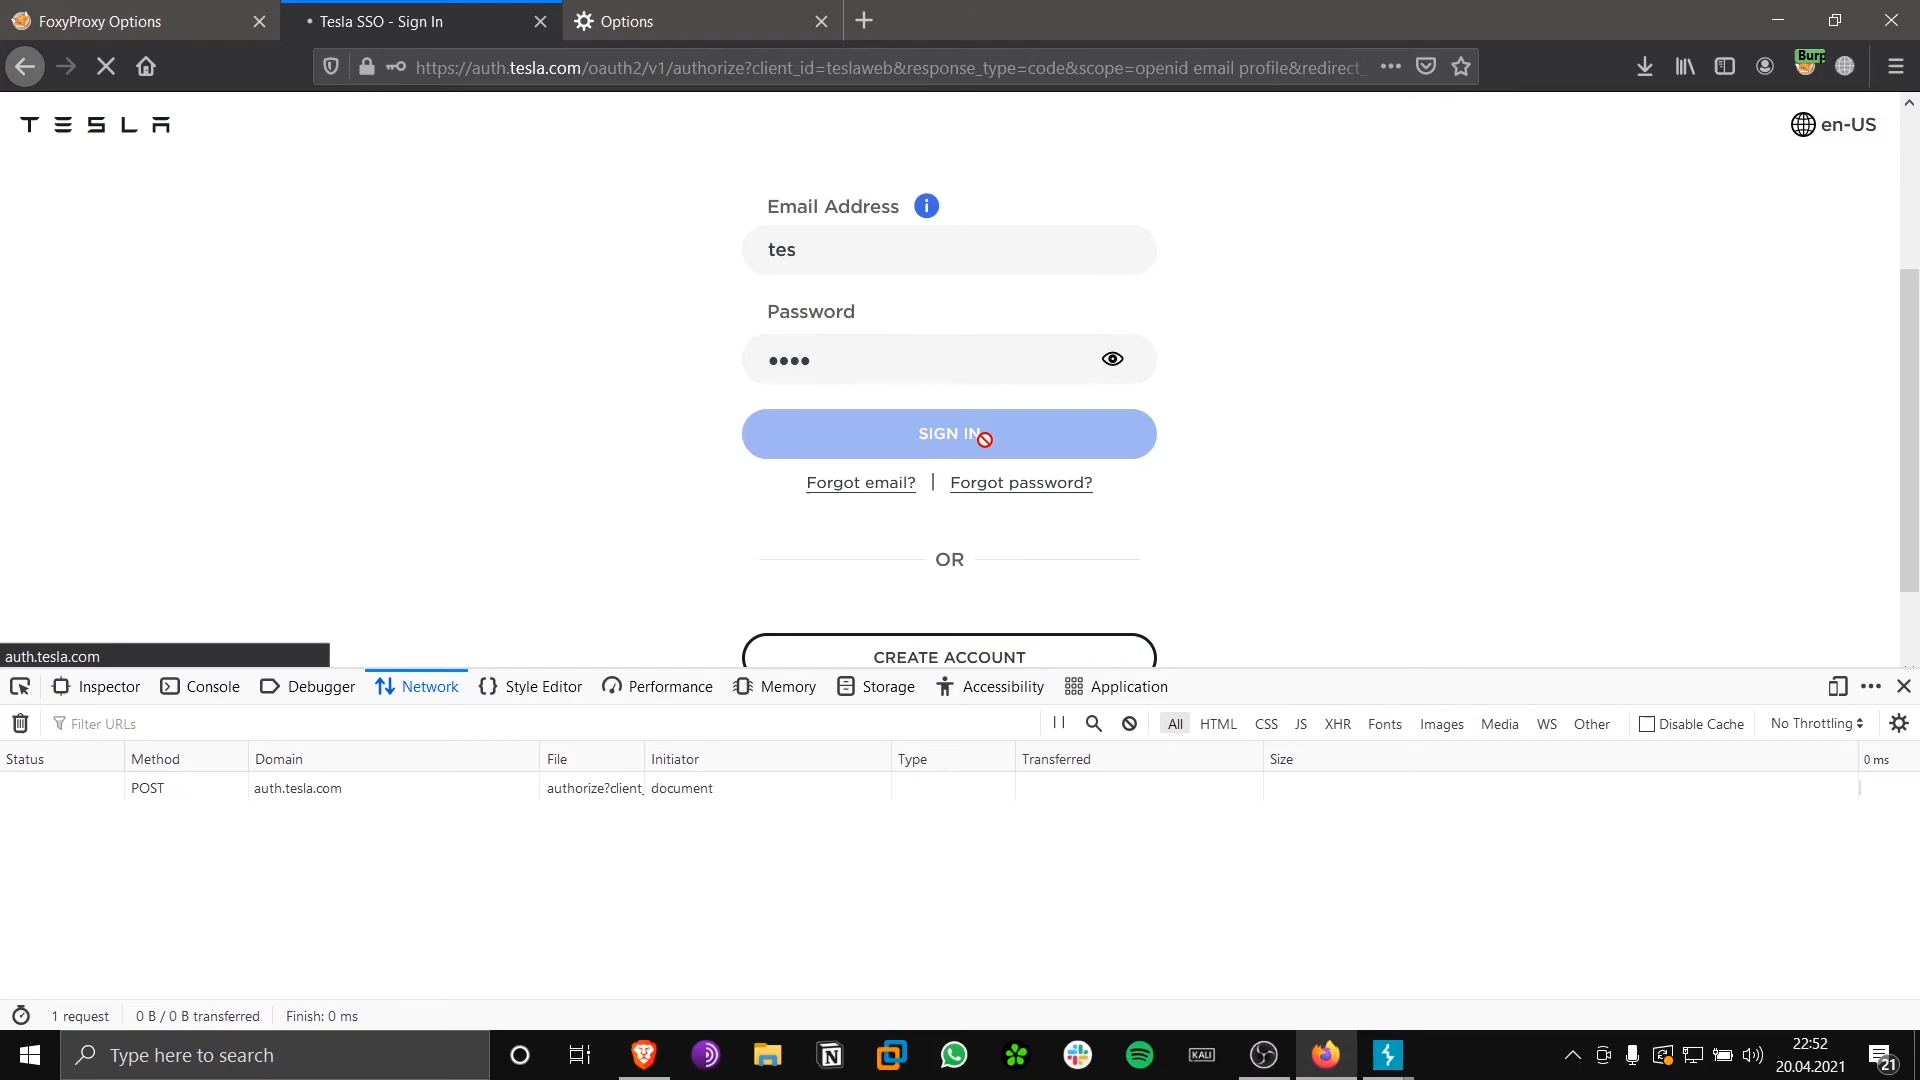 FoxyProxy Options
Tesla SSO - Sign In
Options
https://auth.tesla.com/oauth2/v1/authorize?client_id=teslaweb&response_type=code&scope=openid email profile&redirect_
Burp
TESLA
en-US
Email Address
tes
Password
••••
SIGN IN
Forgot email? | Forgot password?
OR
CREATE ACCOUNT
auth.tesla.com
Inspector Console Debugger Network Style Editor Performance Memory Storage Accessibility Application
Filter URLs
All HTML CSS JS XHR Fonts Images Media WS Other Disable Cache No Throttling
Status Method Domain File Initiator Type Transferred Size 0 ms
POST auth.tesla.com authorize?client_ document
1 request 0 B / 0 B transferred Finish: 0 ms
Type here to search
KALI
22:52
20.04.2021
21